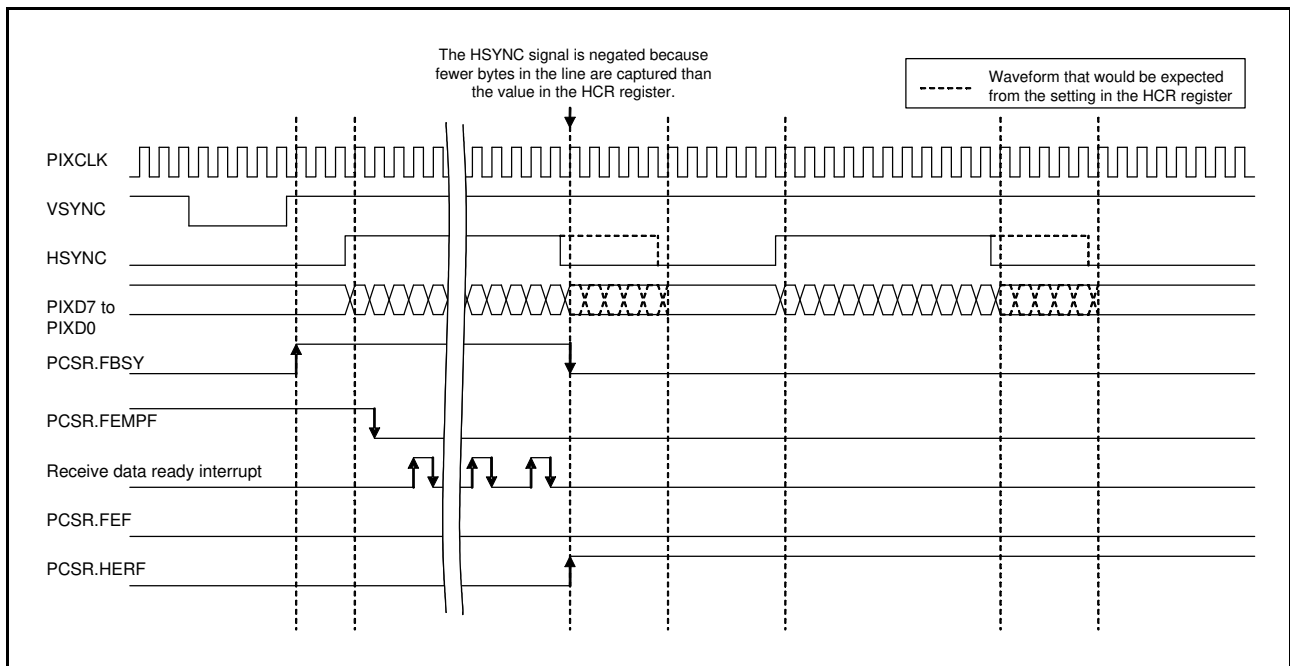 The HSYNC signal is negated because
fewer bytes in the line are captured than
the value in the HCR register.
Waveform that would be expected
from the setting in the HCR register
PIXCLK
VSYNC
HSYNC
PIXD7 to
PIXD0
PCSR.FBSY
PCSR.FEMPF
Receive data ready interrupt
PCSR.FEF
PCSR.HERF